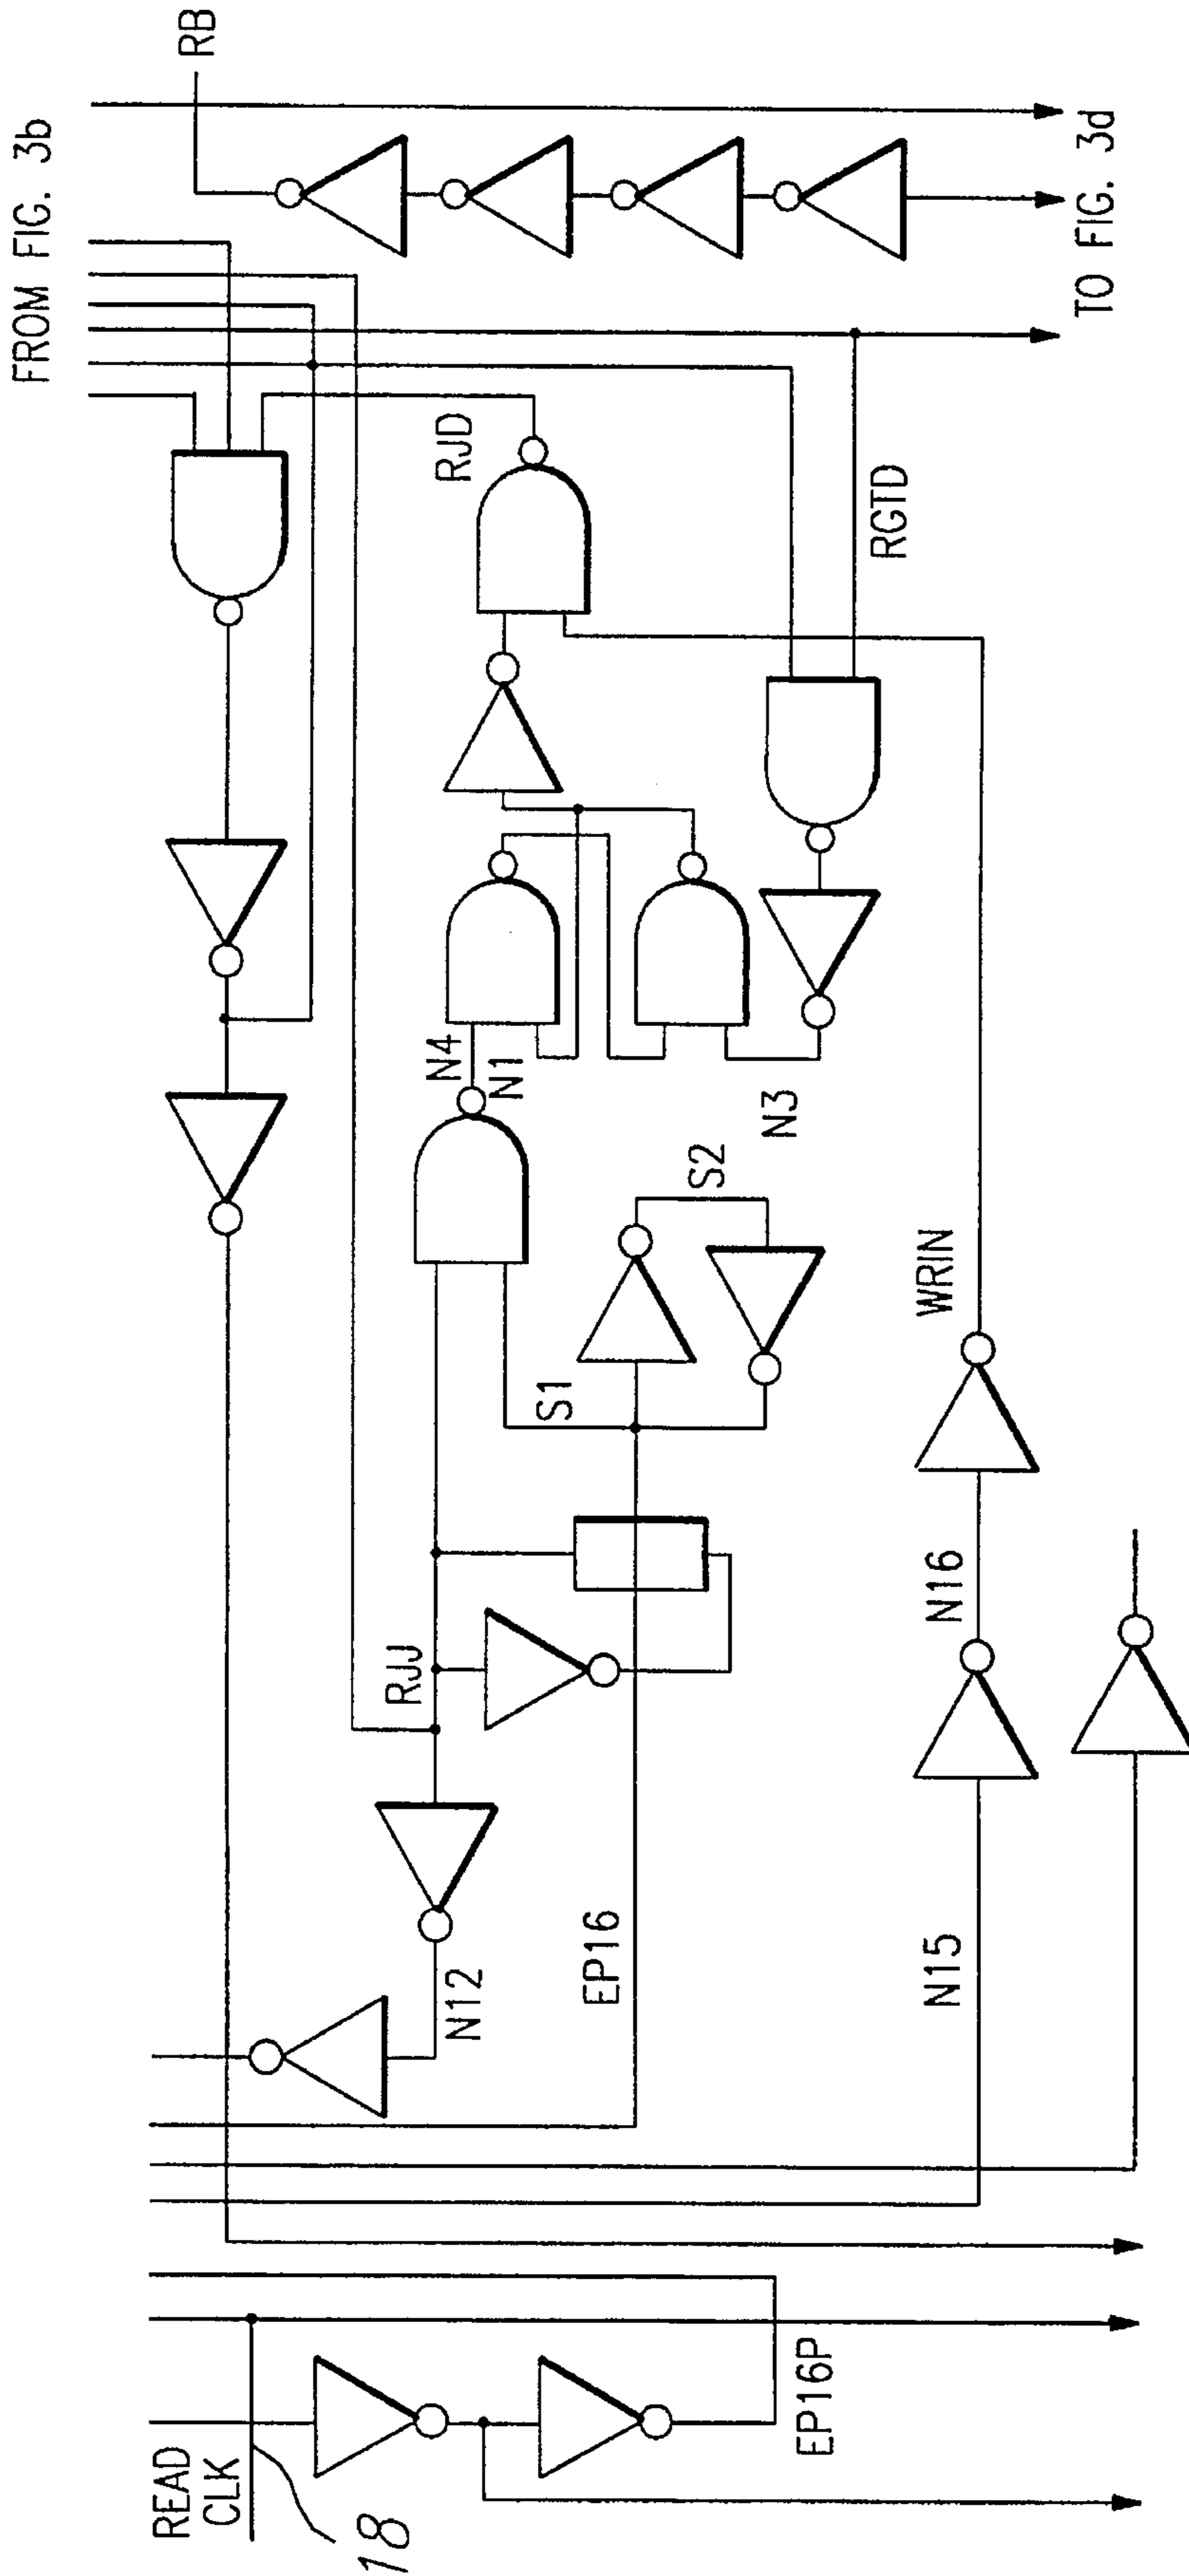 FROM FIG. 3b
RB
RJD
RGTD
TO FIG. 3d
N4
N1
N3
S2
S1
WRIN
RJJ
N16
N12
EP16
N15
READ
CLK
18
EP16P